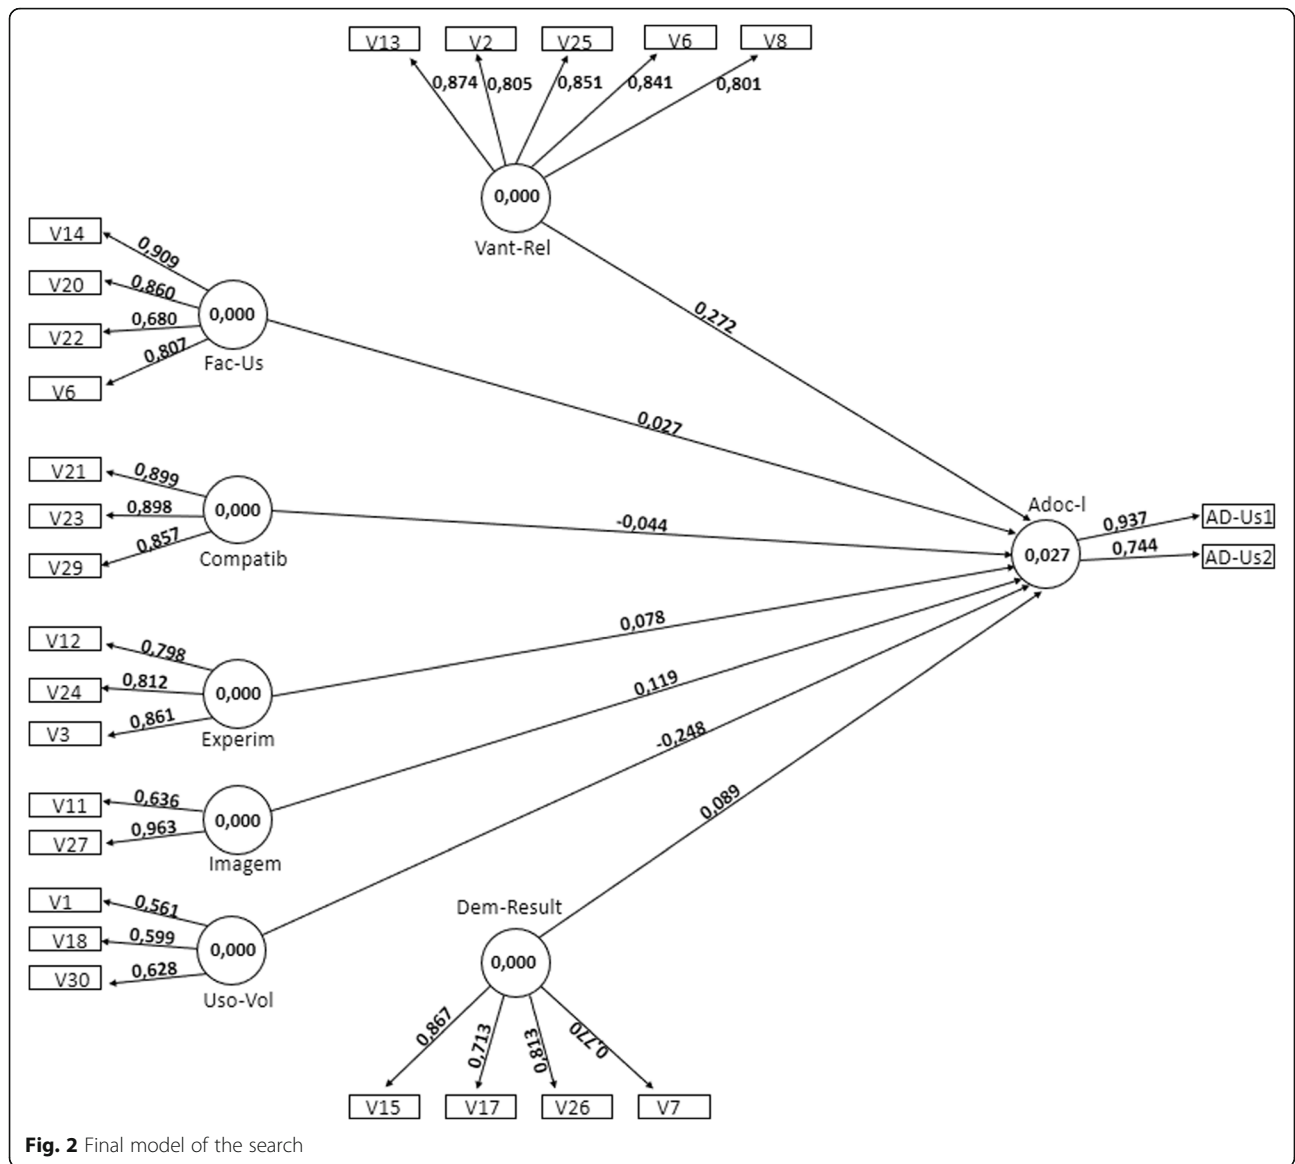 V13 V2 V25 V6 V8
0,874 0,805 0,851 0,841 0,801
0,000
Vant-Rel
V14
0,909
V20
0,860
V22
0,680
V6
0,807
0,000
Fac-Us
0,272
0,027
V21
0,899
V23
0,898
V29
0,857
0,000
Compatib
-0,044
Adoc-I
0,027
0,937
AD-Us1
0,744
AD-Us2
V12
0,798
V24
0,812
V3
0,861
0,000
Experim
0,078
V11
0,636
V27
0,963
0,000
Imagem
0,119
V1
0,561
V18
0,599
V30
0,628
0,000
Uso-Vol
-0,248
Dem-Result
0,000
0,089
0,867 0,713 0,813 0,770
V15 V17 V26 V7
Fig. 2 Final model of the search